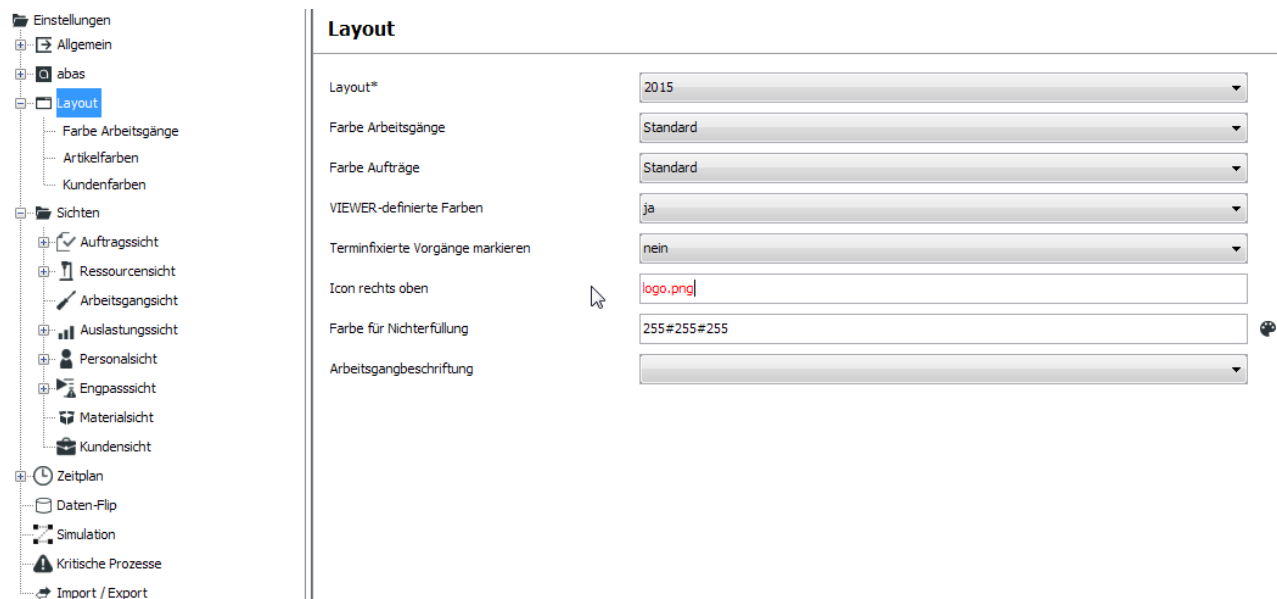 Einstellungen
Allgemein
abas
Layout
Farbe Arbeitsgänge
Artikelfarben
Kundenfarben
Sichten
Auftragssicht
Ressourcensicht
Arbeitsgangsicht
Auslastungssicht
Personalsicht
Engpasssicht
Materialsicht
Kundensicht
Zeitplan
Daten-Flip
Simulation
Kritische Prozesse
Import / Export
Layout
Layout* 2015
Farbe Arbeitsgänge Standard
Farbe Aufträge Standard
VIEWER-definierte Farben ja
Terminfixierte Vorgänge markieren nein
Icon rechts oben logo.png
Farbe für Nichterfüllung 255#255#255
Arbeitsgangbeschriftung